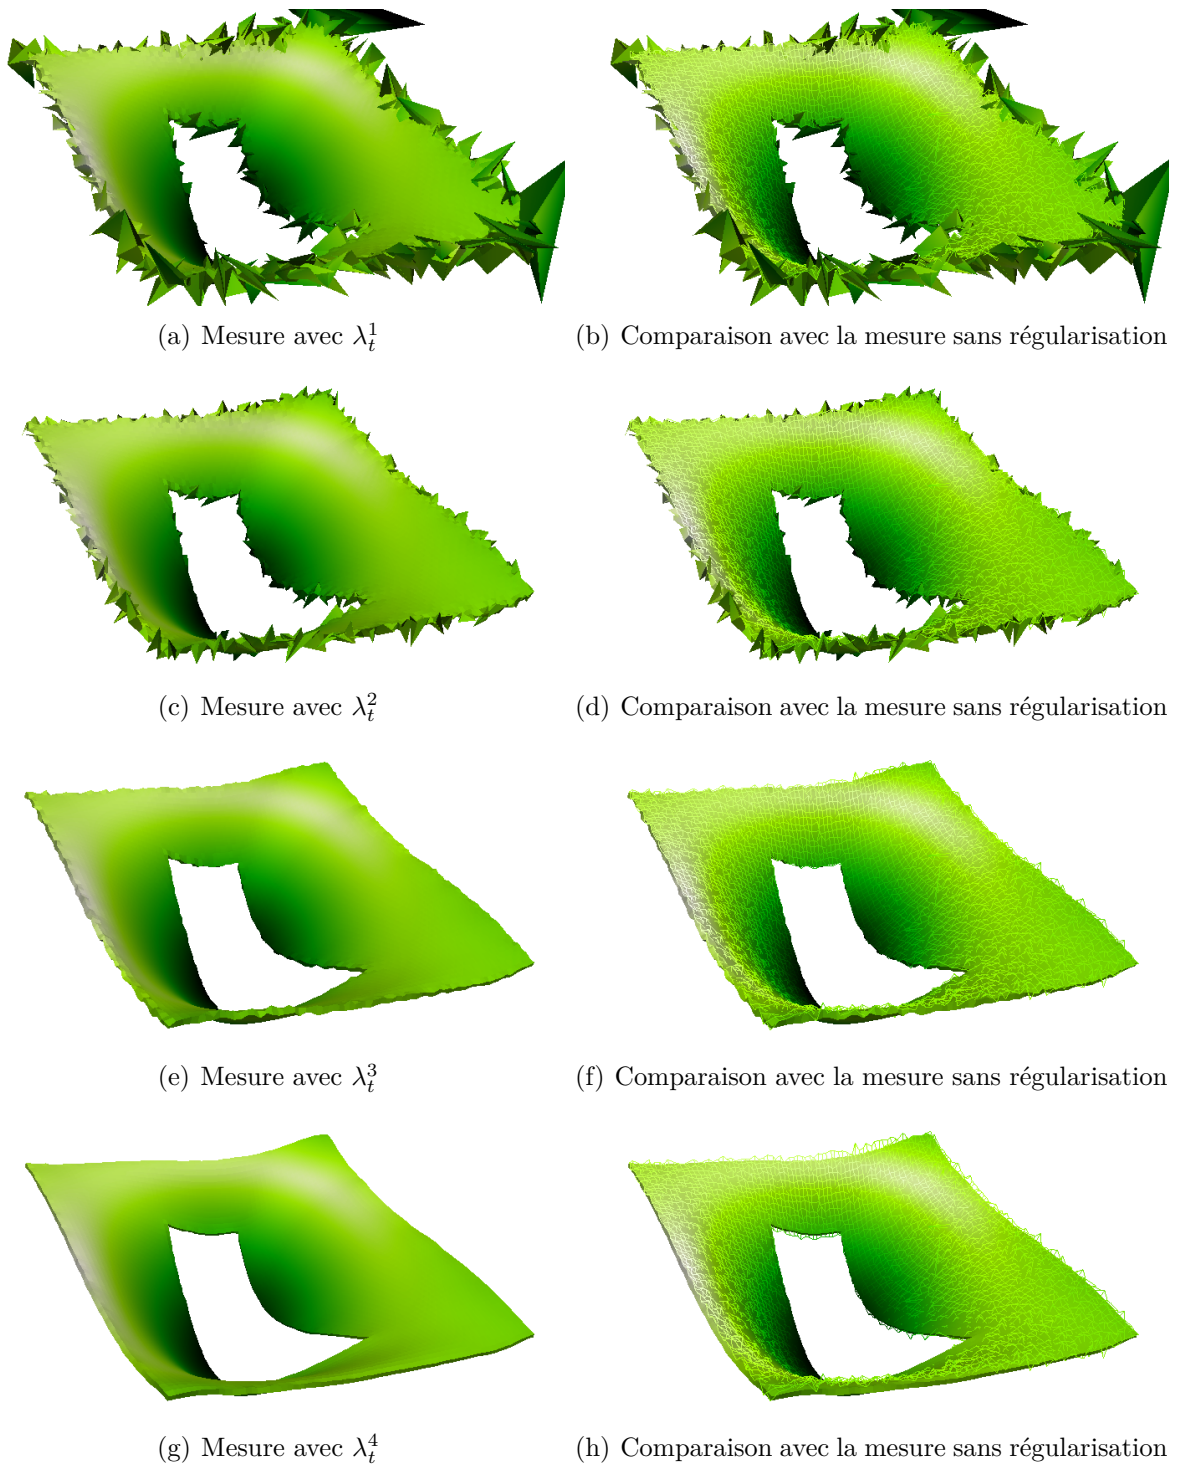 (a) Mesure avec λ_t^1
(b) Comparaison avec la mesure sans régularisation
(c) Mesure avec λ_t^2
(d) Comparaison avec la mesure sans régularisation
(e) Mesure avec λ_t^3
(f) Comparaison avec la mesure sans régularisation
(g) Mesure avec λ_t^4
(h) Comparaison avec la mesure sans régularisation